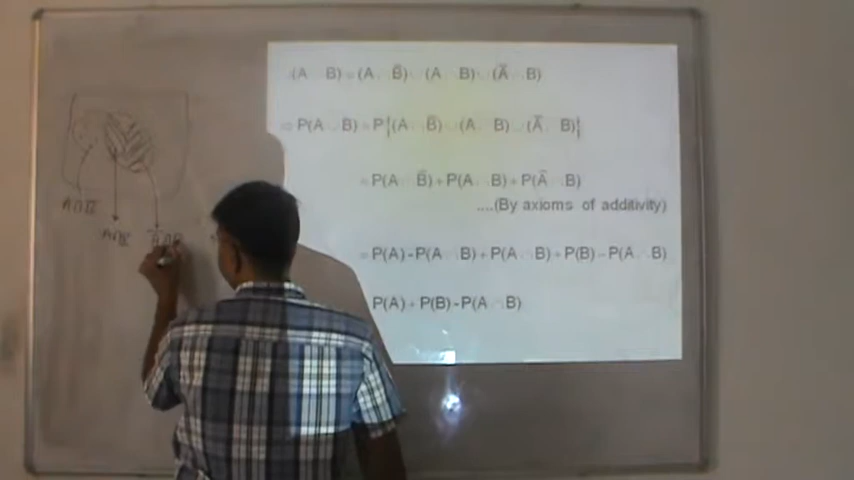 (A ∪ B) = (A ∩ B̄) ∪ (A ∩ B) ∪ (Ā ∩ B)
∴ P(A ∪ B) = P{(A ∩ B̄) ∪ (A ∩ B) ∪ (Ā ∩ B)}
= P(A ∩ B̄) + P(A ∩ B) + P(Ā ∩ B)
....(By axioms of additivity)
= P(A) - P(A ∩ B) + P(A ∩ B) + P(B) - P(A ∩ B)
P(A) + P(B) - P(A ∩ B)
A∩B̄
A∩B
Ā∩B